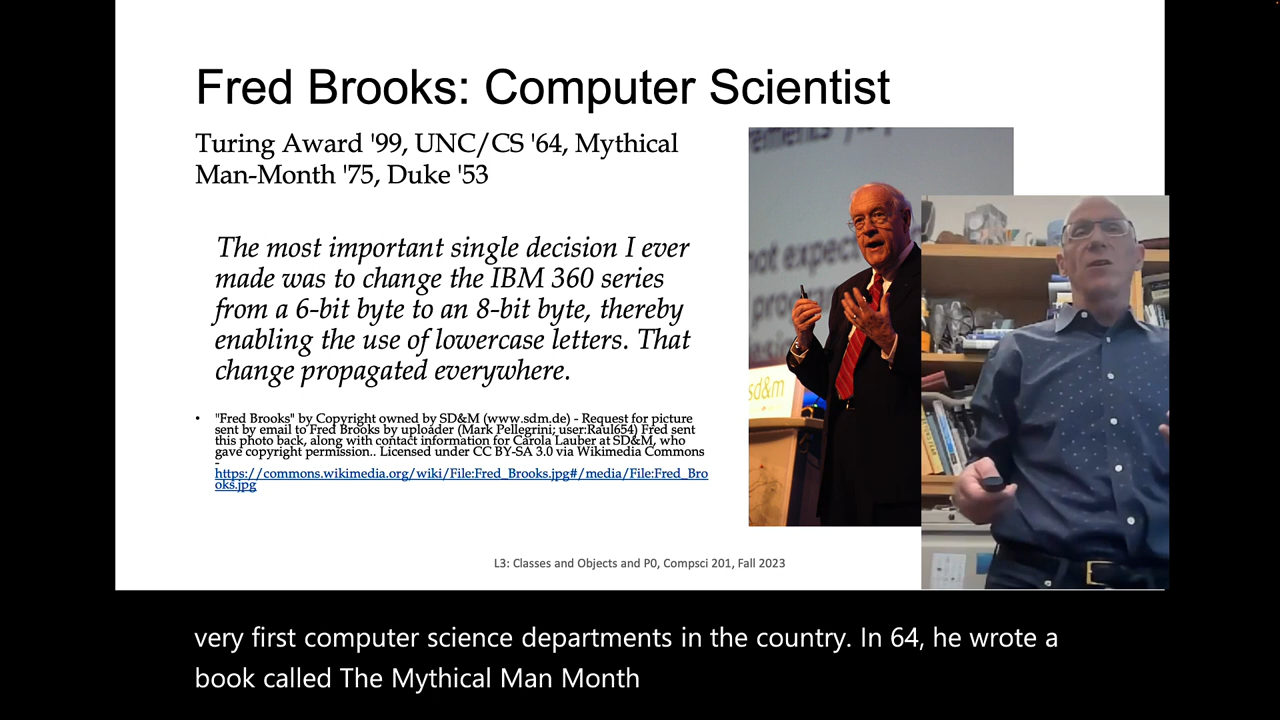 Fred Brooks: Computer Scientist
Turing Award '99, UNC/CS '64, Mythical
Man-Month '75, Duke '53
The most important single decision I ever
made was to change the IBM 360 series
from a 6-bit byte to an 8-bit byte, thereby
enabling the use of lowercase letters. That
change propagated everywhere.
• "Fred Brooks" by Copyright owned by SD&M (www.sdm.de) - Request for picture
sent by email to Fred Brooks by uploader (Mark Pellegrini; user:Raul654) Fred sent
this photo back, along with contact information for Carola Lauber at SD&M, who
gave copyright permission.. Licensed under CC BY-SA 3.0 via Wikimedia Commons
-
https://commons.wikimedia.org/wiki/File:Fred_Brooks.jpg#/media/File:Fred_Bro
oks.jpg
not expec
sd&m
L3: Classes and Objects and P0, Compsci 201, Fall 2023
very first computer science departments in the country. In 64, he wrote a
book called The Mythical Man Month